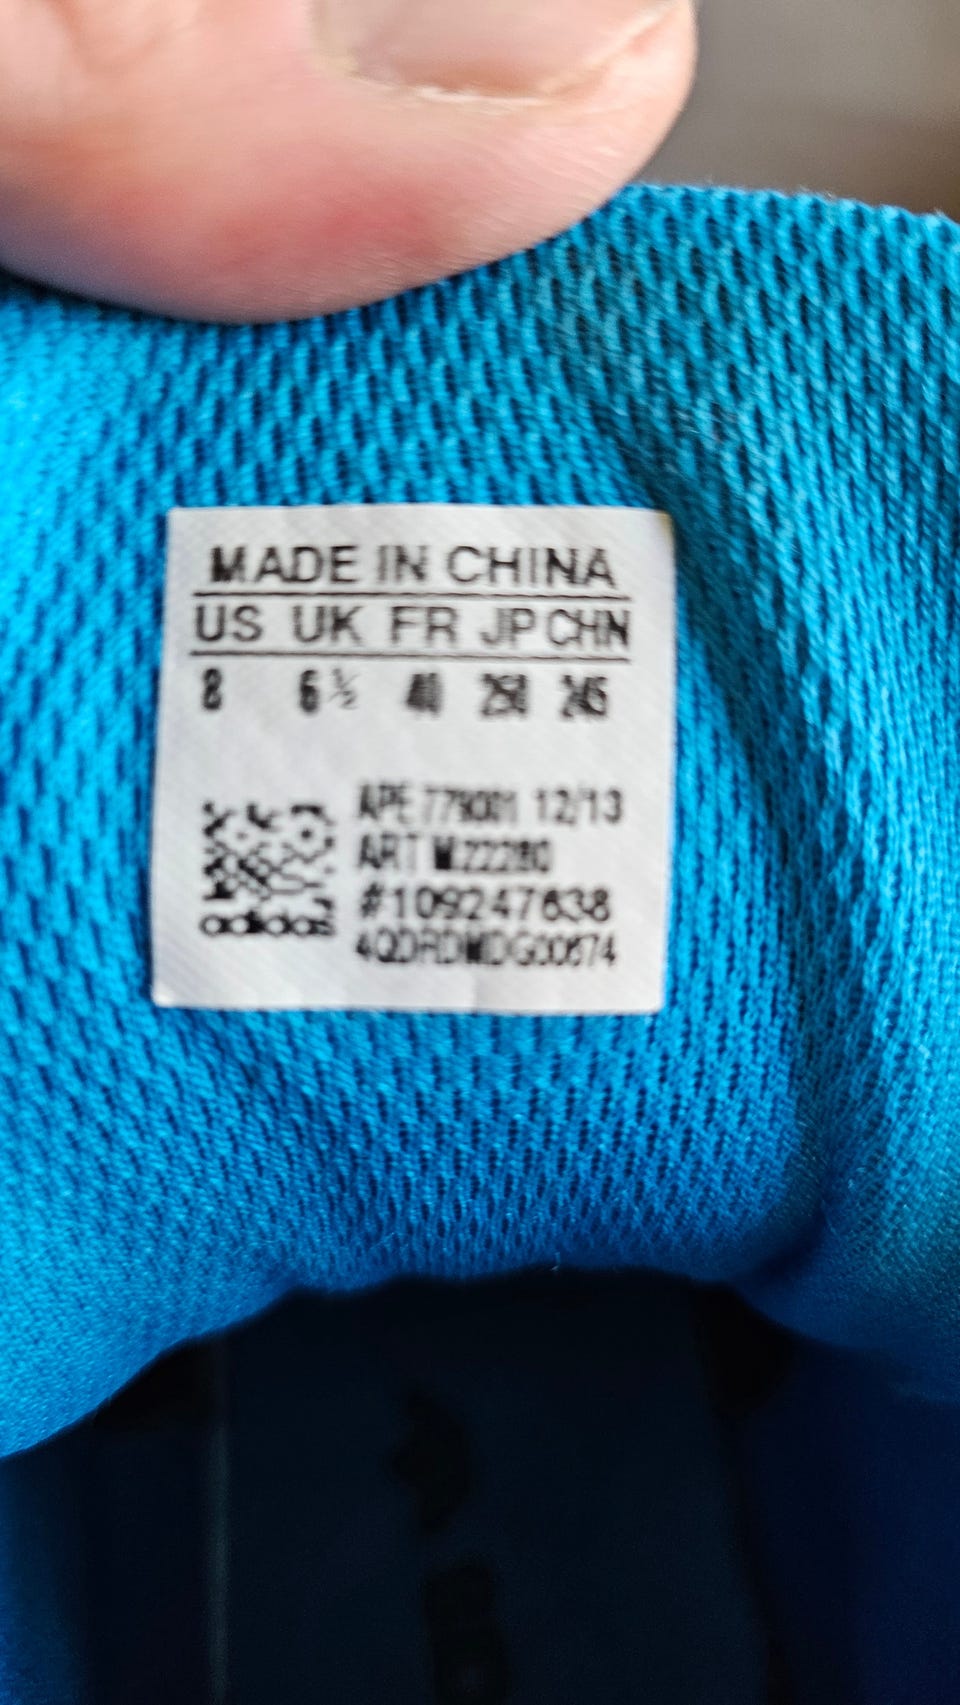 MADE IN CHINA
US UK FR JP CHN
8 6½ 40 250 245
APE 779001 12/13
ART M22280
#109247638
4QDRDMDG00674
adidas